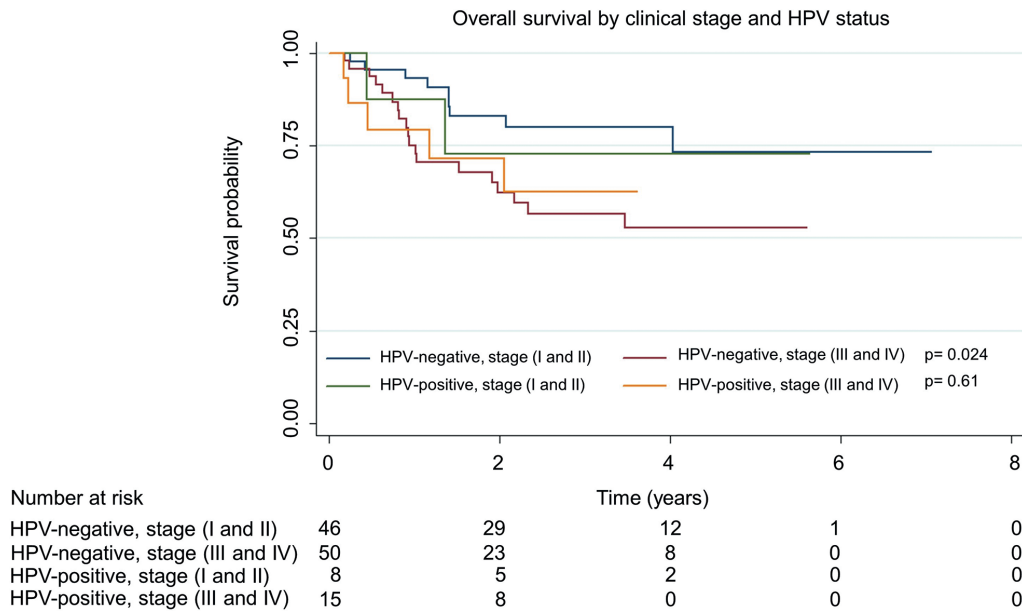 Overall survival by clinical stage and HPV status
Survival probability
1.00
0.75
0.50
0.25
0.00
HPV-negative, stage (I and II) HPV-negative, stage (III and IV) p= 0.024
HPV-positive, stage (I and II) HPV-positive, stage (III and IV) p= 0.61
0 2 4 6 8
Number at risk Time (years)
HPV-negative, stage (I and II) 46 29 12 1 0
HPV-negative, stage (III and IV) 50 23 8 0 0
HPV-positive, stage (I and II) 8 5 2 0 0
HPV-positive, stage (III and IV) 15 8 0 0 0